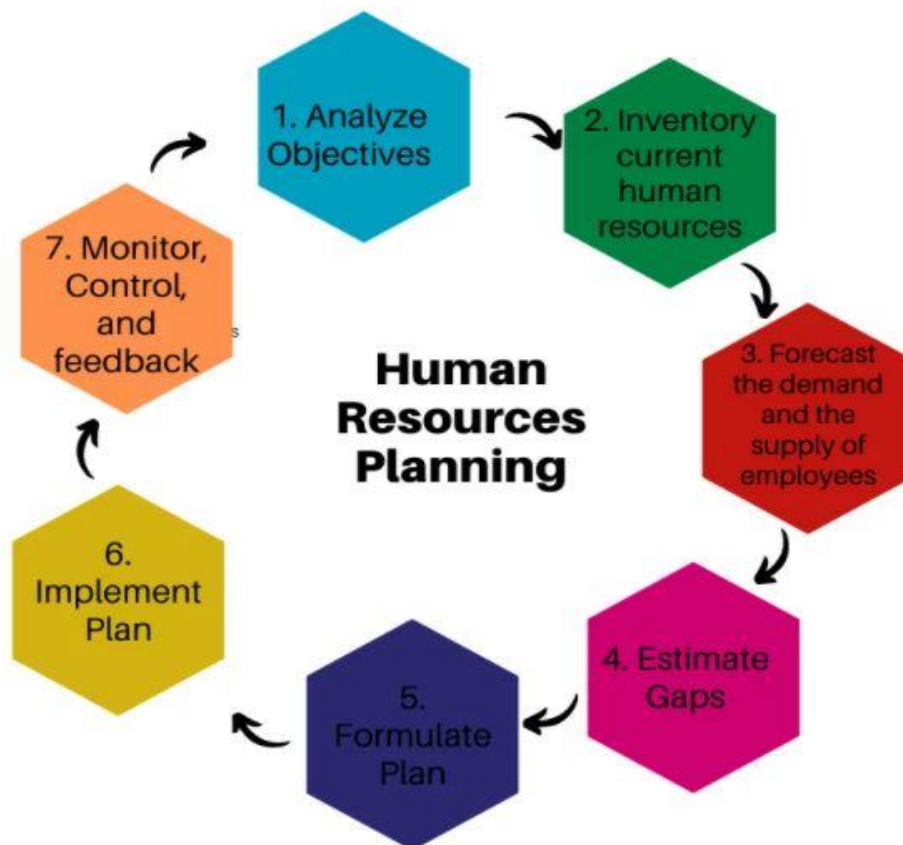 1. Analyze
Objectives
2. Inventory
current
human
resources
3. Forecast
the demand
and the
supply of
employees
4. Estimate
Gaps
5.
Formulate
Plan
6.
Implement
Plan
7. Monitor,
Control,
and
feedback
s
Human
Resources
Planning